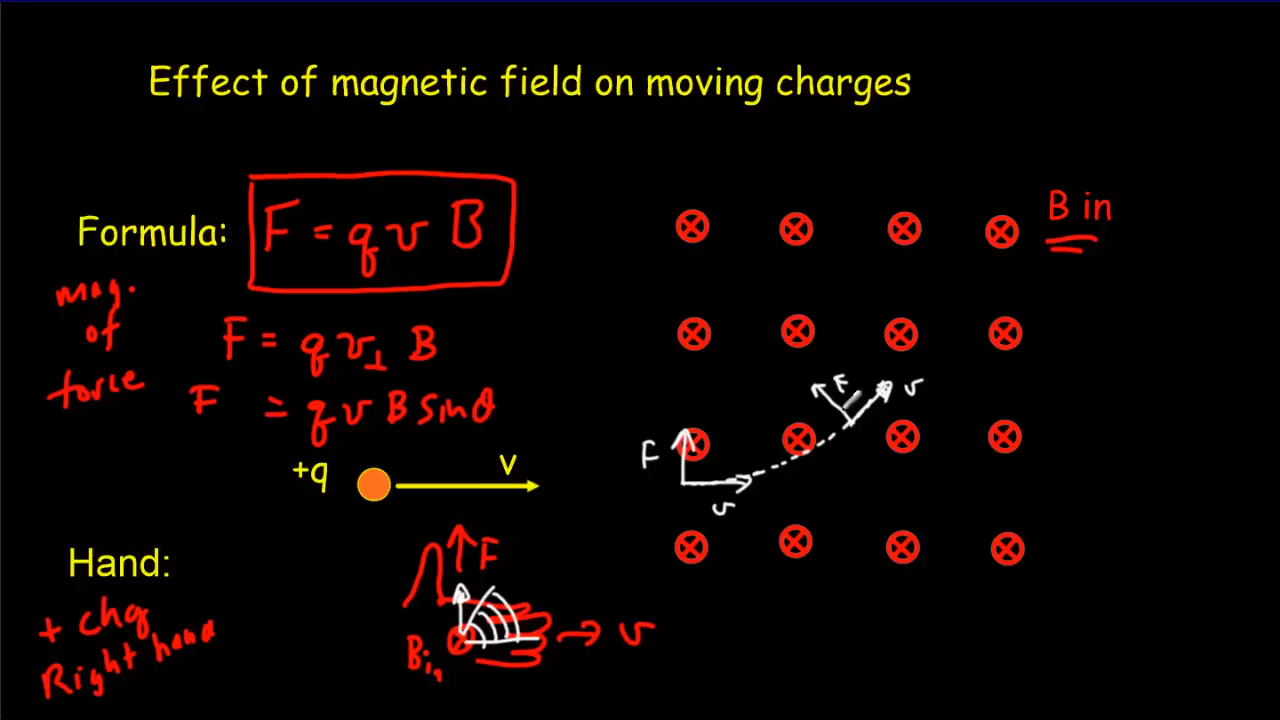 Effect of magnetic field on moving charges
Formula: F = qvB
mag.
of
force
F = qv⊥ B
F = qvB sinθ
+q v
Hand:
+ chg
Right hand
F
Bin
→ v
B in
F
v
F
v